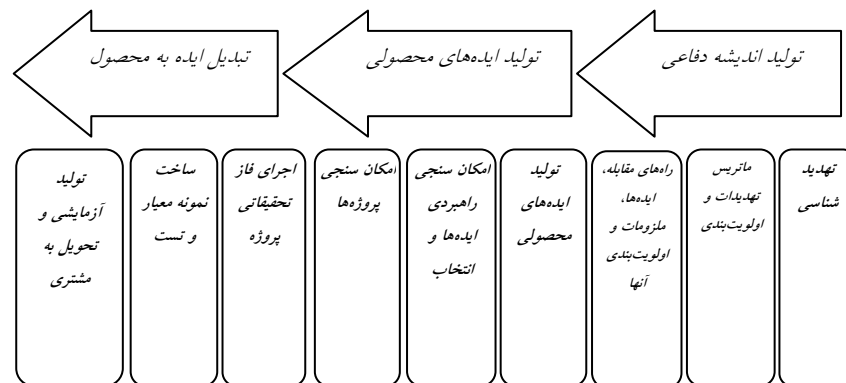 تولید اندیشه دفاعی
تولید ایده‌های محصولی
تبدیل ایده به محصول
تهدید
شناسی
ماتریس
تهدیدات و
اولویت‌بندی
راه‌های مقابله،
ایده‌ها،
ملزومات و
اولویت‌بندی
آنها
تولید
ایده‌های
محصولی
امکان سنجی
راهبردی
ایده‌ها و
انتخاب
امکان سنجی
پروژه‌ها
اجرای فاز
تحقیقاتی
پروژه
ساخت
نمونه معیار
و تست
تولید
آزمایشی و
تحویل به
مشتری